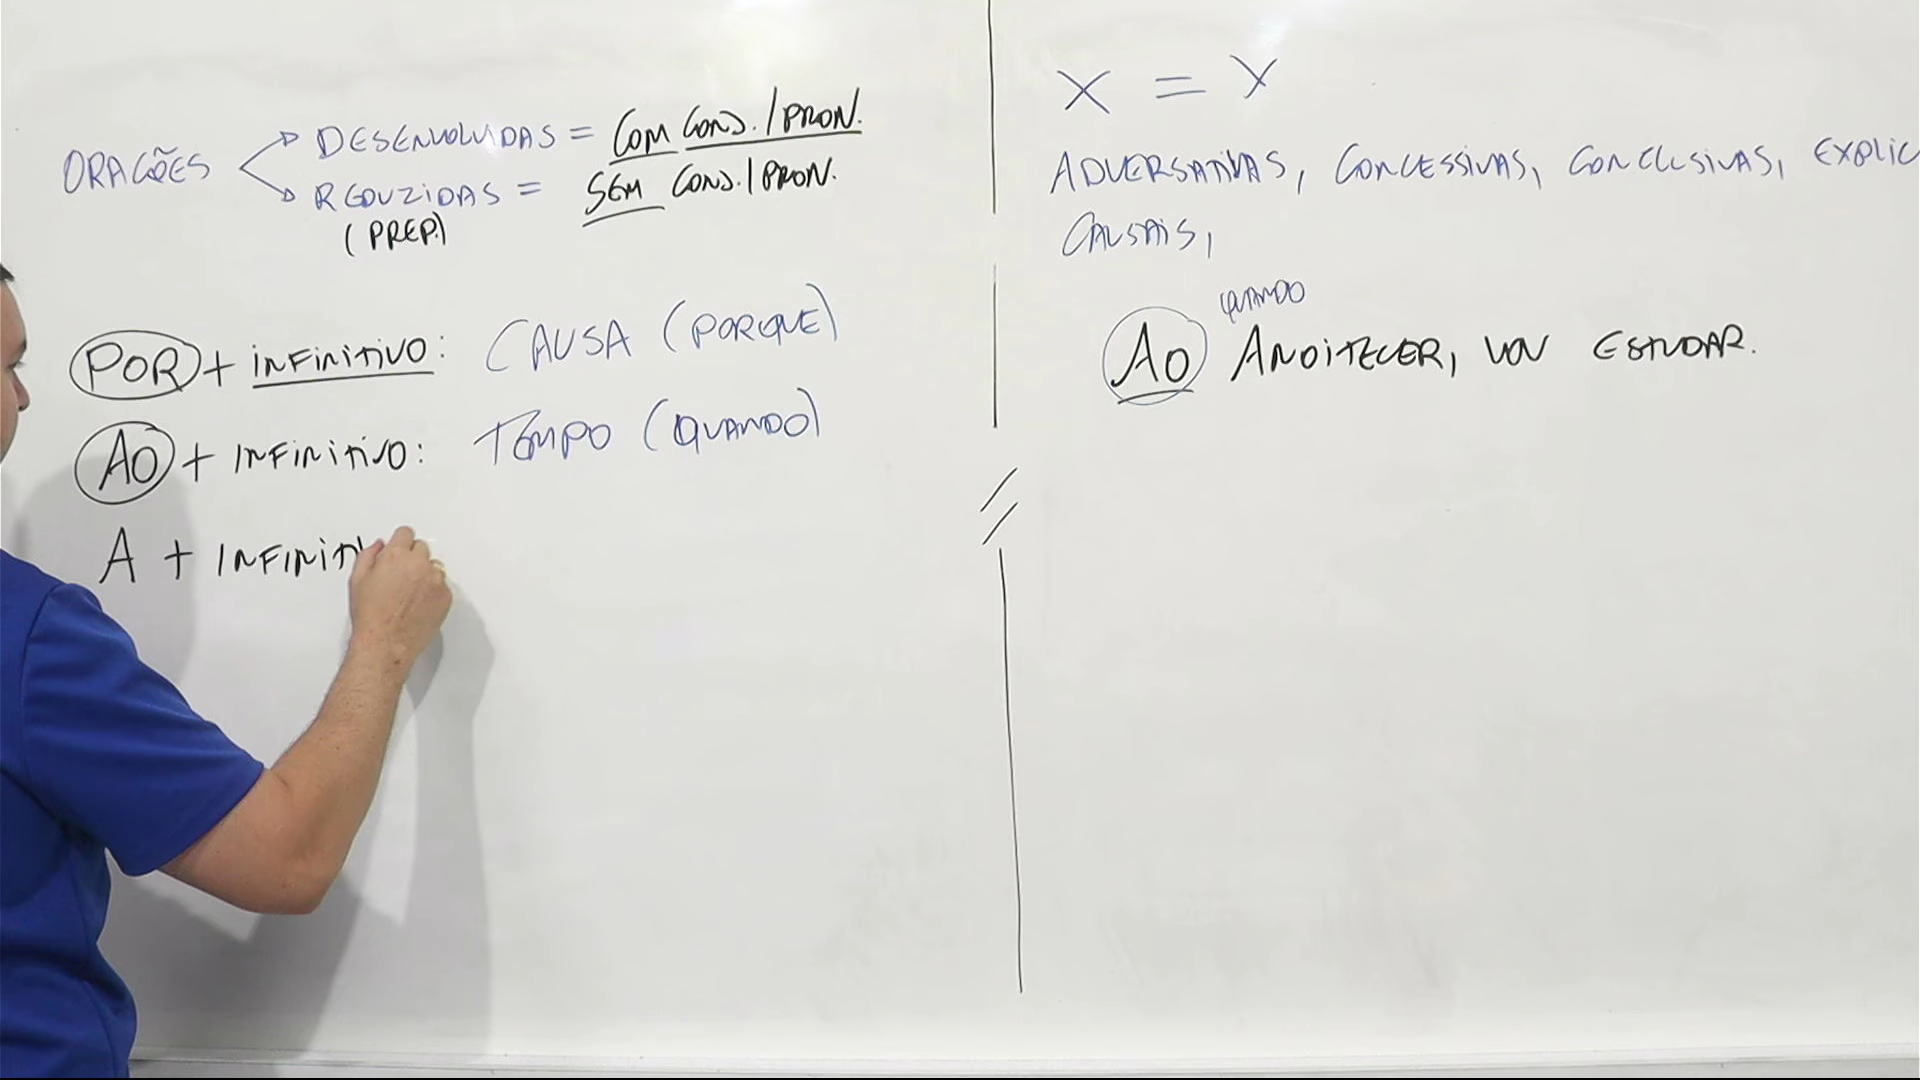 ORAÇÕES
DESENVOLVIDAS = COM CONJ. / PRON.
REDUZIDAS = SEM CONJ. / PRON.
(PREP.)
POR + INFINITIVO: CAUSA (PORQUE)
AO + INFINITIVO: TEMPO (QUANDO)
A + INFINITI
X = X
ADVERSATIVAS, CONCESSIVAS, CONCLUSIVAS, EXPLIC
CAUSAIS,
QUANDO
AO ANOITECER, VOU ESTUDAR.